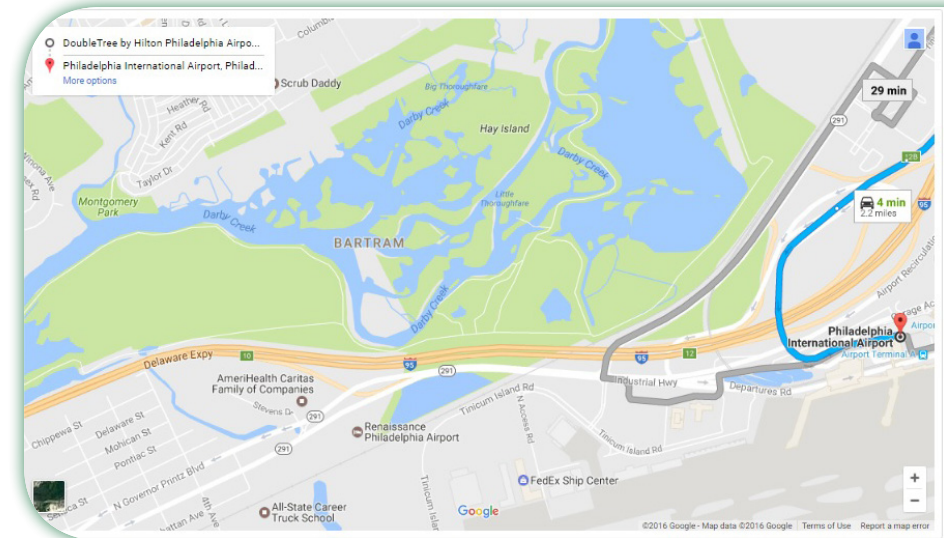 DoubleTree by Hilton Philadelphia Airpo...
Philadelphia International Airport, Philad...
More options
Scrub Daddy
Heather Rd
Kent Rd
Taylor Dr
Montgomery
Park
Darby Creek
Big Thoroughfare
Darby Creek
Hay Island
Darby Creek
Little
Thoroughfare
BARTRAM
Darby Creek
291
29 min
4 min
2.2 miles
95
Airport Recirculation
Philadelphia
International Airport
Airport Terminal A
Delaware Expy
10
95
291
95
12
Industrial Hwy
Departures Rd
AmeriHealth Caritas
Family of Companies
Stevens Dr
291
291
Chippewa St
Delaware St
Mohican St
Pontiac St
N Governor Printz Blvd
4th Ave
Renaissance
Philadelphia Airport
Tinicum Island Rd
N Access Rd
Tinicum Island Rd
FedEx Ship Center
All-State Career
Truck School
Tinicum Island
Google
+
−
©2016 Google - Map data ©2016 Google
Terms of Use
Report a map error